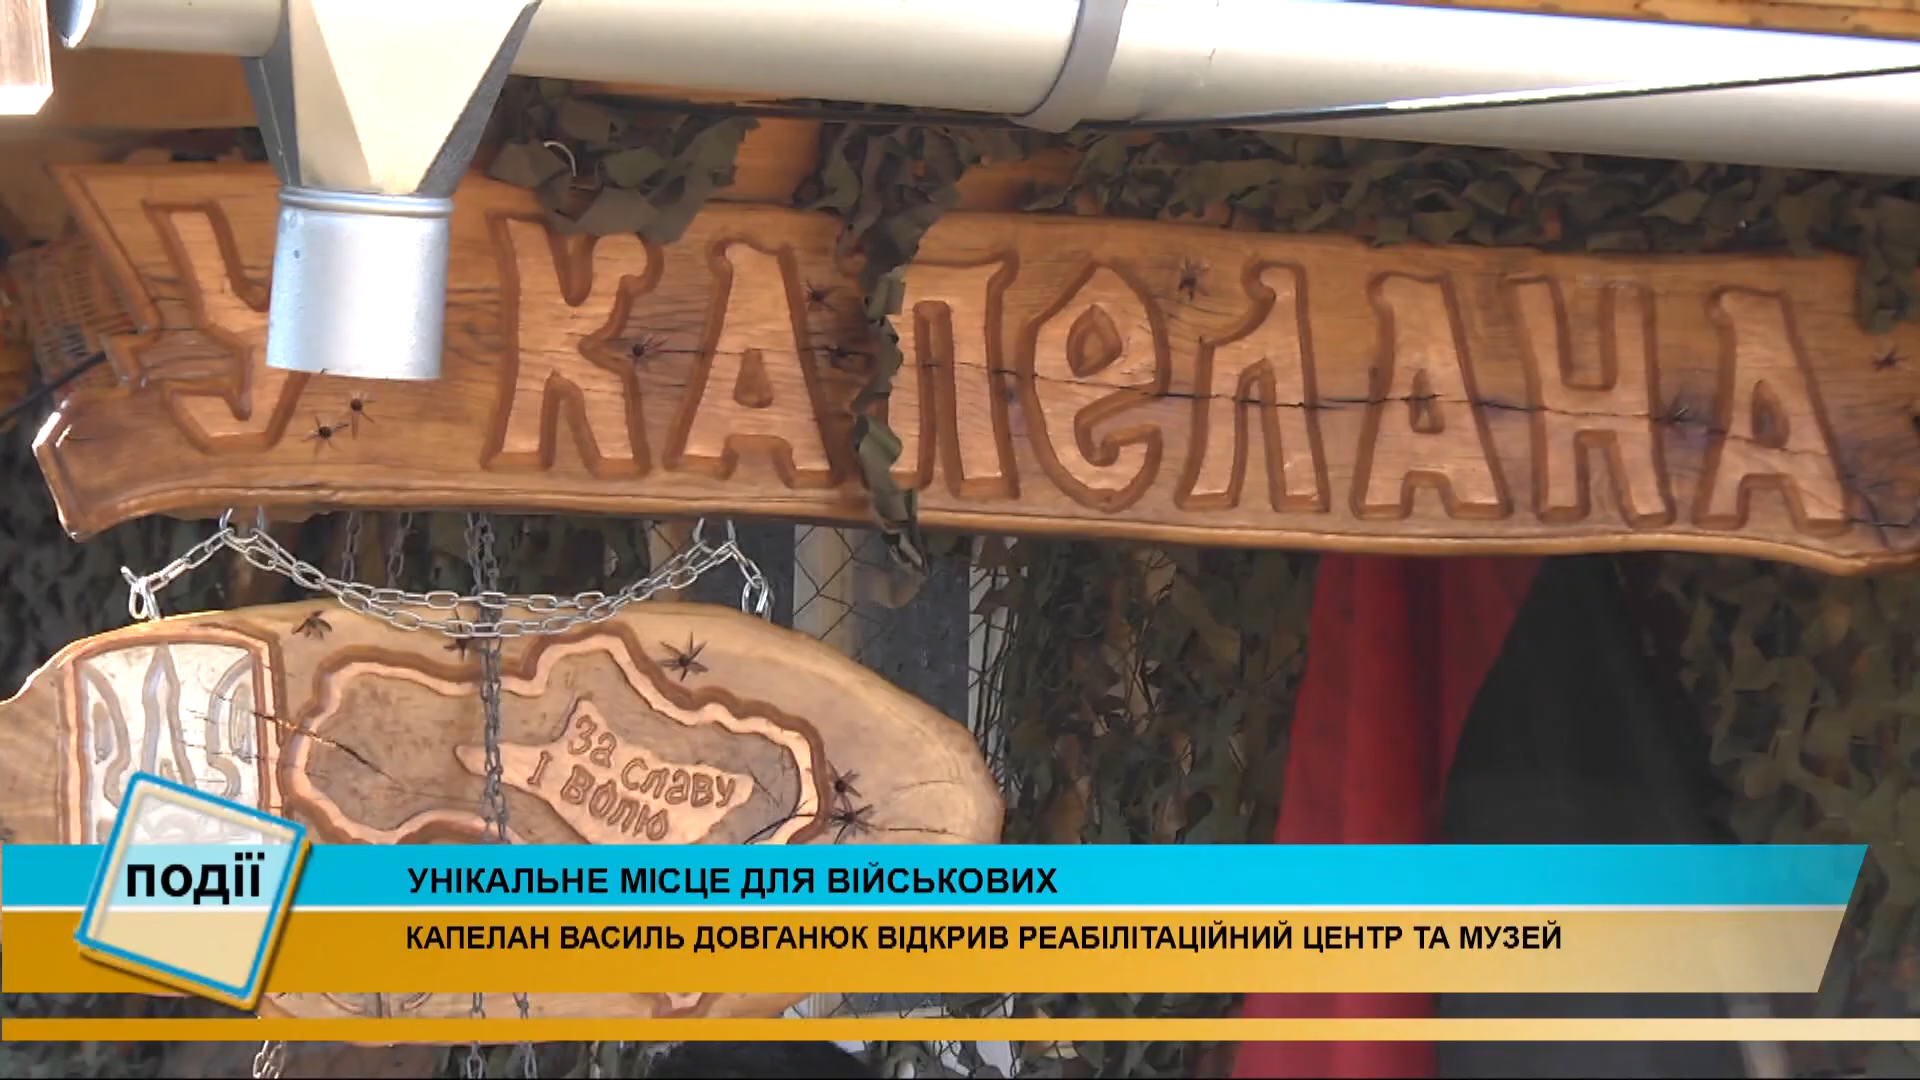 У КАПЕЛАНА
За славу
і волю
події
УНІКАЛЬНЕ МІСЦЕ ДЛЯ ВІЙСЬКОВИХ
КАПЕЛАН ВАСИЛЬ ДОВГАНЮК ВІДКРИВ РЕАБІЛІТАЦІЙНИЙ ЦЕНТР ТА МУЗЕЙ